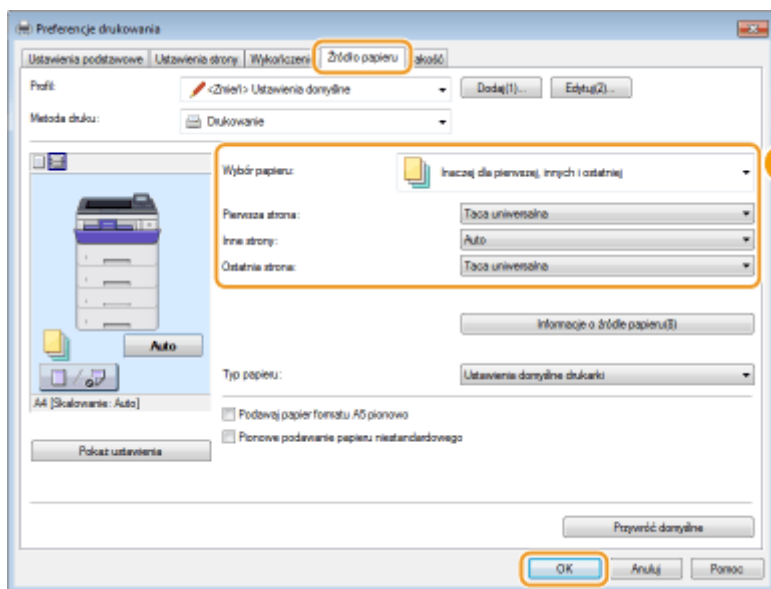 Preferencje drukowania
Ustawienia podstawowe Ustawienia strony Wykończeni Źródło papieru akość
Profil: <Zmień> Ustawienia domyślne Dodaj(1)... Edytuj(2)...
Metoda druku: Drukowanie
Wybór papieru: Inaczej dla pierwszej, innych i ostatniej
Pierwsza strona: Taca uniwersalna
Inne strony: Auto
Ostatnia strona: Taca uniwersalna
Informacje o źródle papieru(8)
Auto
Typ papieru: Ustawienia domyślne drukarki
A4 [Skalowanie: Auto]
Podawaj papier formatu A5 pionowo
Pionowe podawanie papieru niestandardowego
Pokaż ustawienia
Przywróć domyślne
OK Anuluj Pomoc